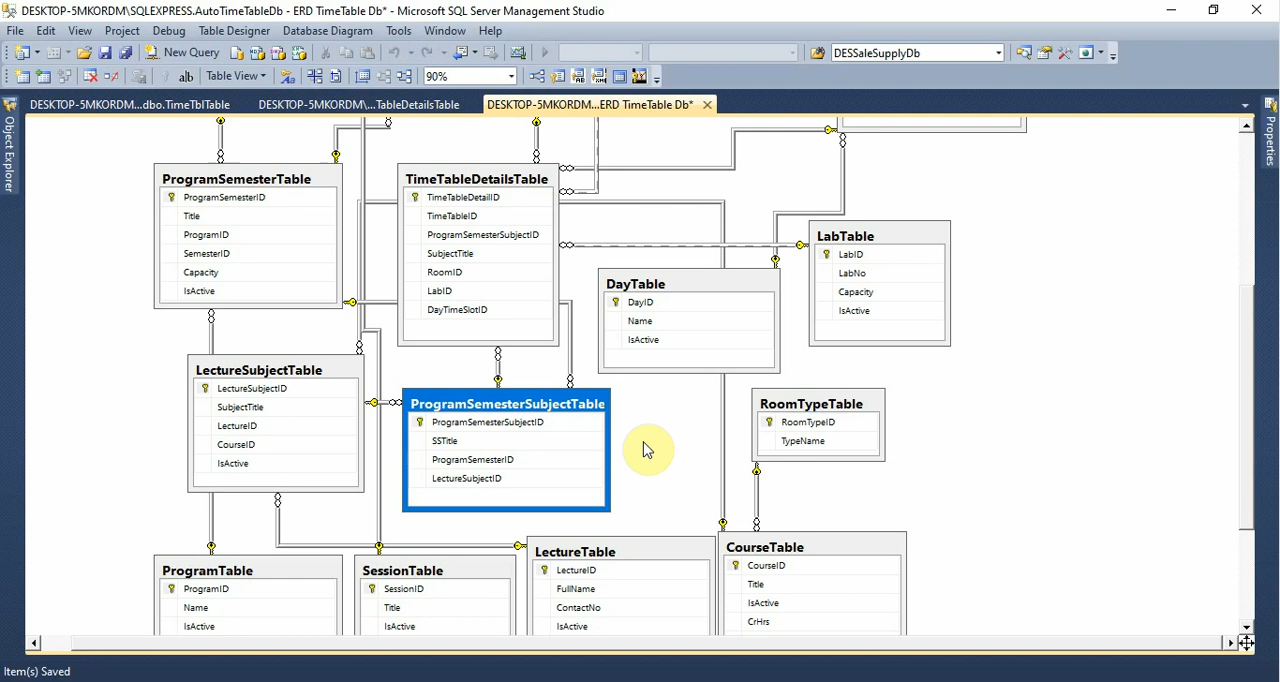 DESKTOP-5MKORDM\SQLEXPRESS.AutoTimeTableDb - ERD TimeTable Db* - Microsoft SQL Server Management Studio
File Edit View Project Debug Table Designer Database Diagram Tools Window Help
New Query DESSaleSupplyDb
ab Table View 90%
DESKTOP-5MKORDM...dbo.TimeTblTable DESKTOP-5MKORDM\...TableDetailsTable DESKTOP-5MKORDM...ERD TimeTable Db*
Object Explorer
Properties
ProgramSemesterTable
ProgramSemesterID
Title
ProgramID
SemesterID
Capacity
IsActive
TimeTableDetailsTable
TimeTableDetailID
TimeTableID
ProgramSemesterSubjectID
SubjectTitle
RoomID
LabID
DayTimeSlotID
LabTable
LabID
LabNo
Capacity
IsActive
DayTable
DayID
Name
IsActive
LectureSubjectTable
LectureSubjectID
SubjectTitle
LectureID
CourseID
IsActive
ProgramSemesterSubjectTable
ProgramSemesterSubjectID
SSTitle
ProgramSemesterID
LectureSubjectID
RoomTypeTable
RoomTypeID
TypeName
ProgramTable
ProgramID
Name
IsActive
SessionTable
SessionID
Title
IsActive
LectureTable
LectureID
FullName
ContactNo
IsActive
CourseTable
CourseID
Title
IsActive
CrHrs
Item(s) Saved